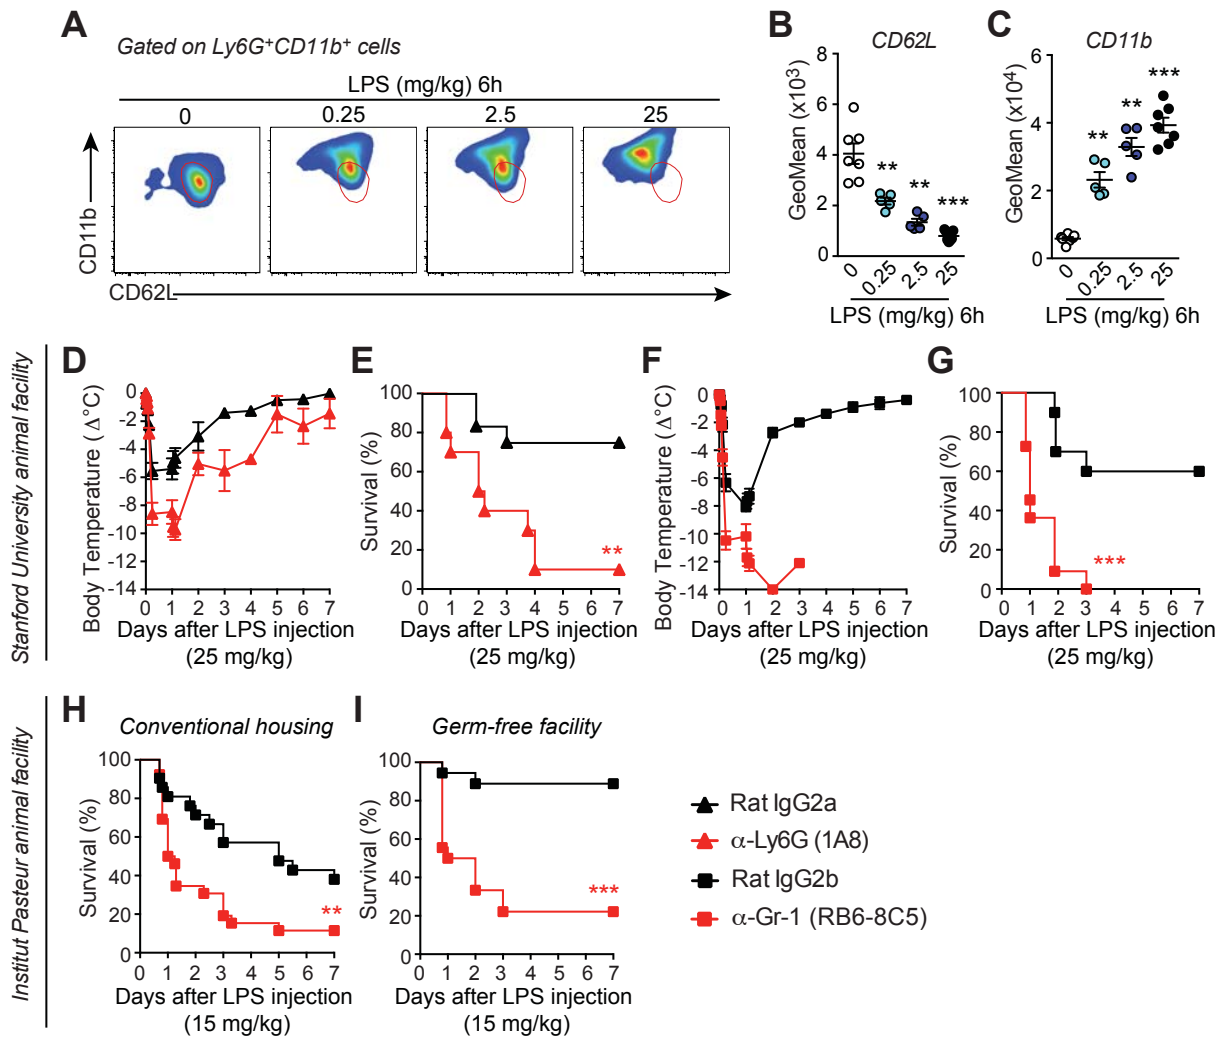 A
Gated on Ly6G+CD11b+ cells
LPS (mg/kg) 6h
0
0.25
2.5
25
CD11b
CD62L
B
CD62L
GeoMean (x10³)
8
6
4
2
0
0
0.25
2.5
25
**
**
***
LPS (mg/kg) 6h
C
CD11b
GeoMean (x10⁴)
6
4
2
0
0
0.25
2.5
25
**
**
***
LPS (mg/kg) 6h
Stanford University animal facility
D
Body Temperature (Δ°C)
0
-2
-4
-6
-8
-10
-12
-14
0 1 2 3 4 5 6 7
Days after LPS injection
(25 mg/kg)
E
Survival (%)
100
80
60
40
20
0
**
0 1 2 3 4 5 6 7
Days after LPS injection
(25 mg/kg)
F
Body Temperature (Δ°C)
0
-2
-4
-6
-8
-10
-12
-14
0 1 2 3 4 5 6 7
Days after LPS injection
(25 mg/kg)
G
Survival (%)
100
80
60
40
20
0
***
0 1 2 3 4 5 6 7
Days after LPS injection
(25 mg/kg)
Institut Pasteur animal facility
H
Conventional housing
Survival (%)
100
80
60
40
20
0
**
0 1 2 3 4 5 6 7
Days after LPS injection
(15 mg/kg)
I
Germ-free facility
Survival (%)
100
80
60
40
20
0
***
0 1 2 3 4 5 6 7
Days after LPS injection
(15 mg/kg)
Rat IgG2a
α-Ly6G (1A8)
Rat IgG2b
α-Gr-1 (RB6-8C5)